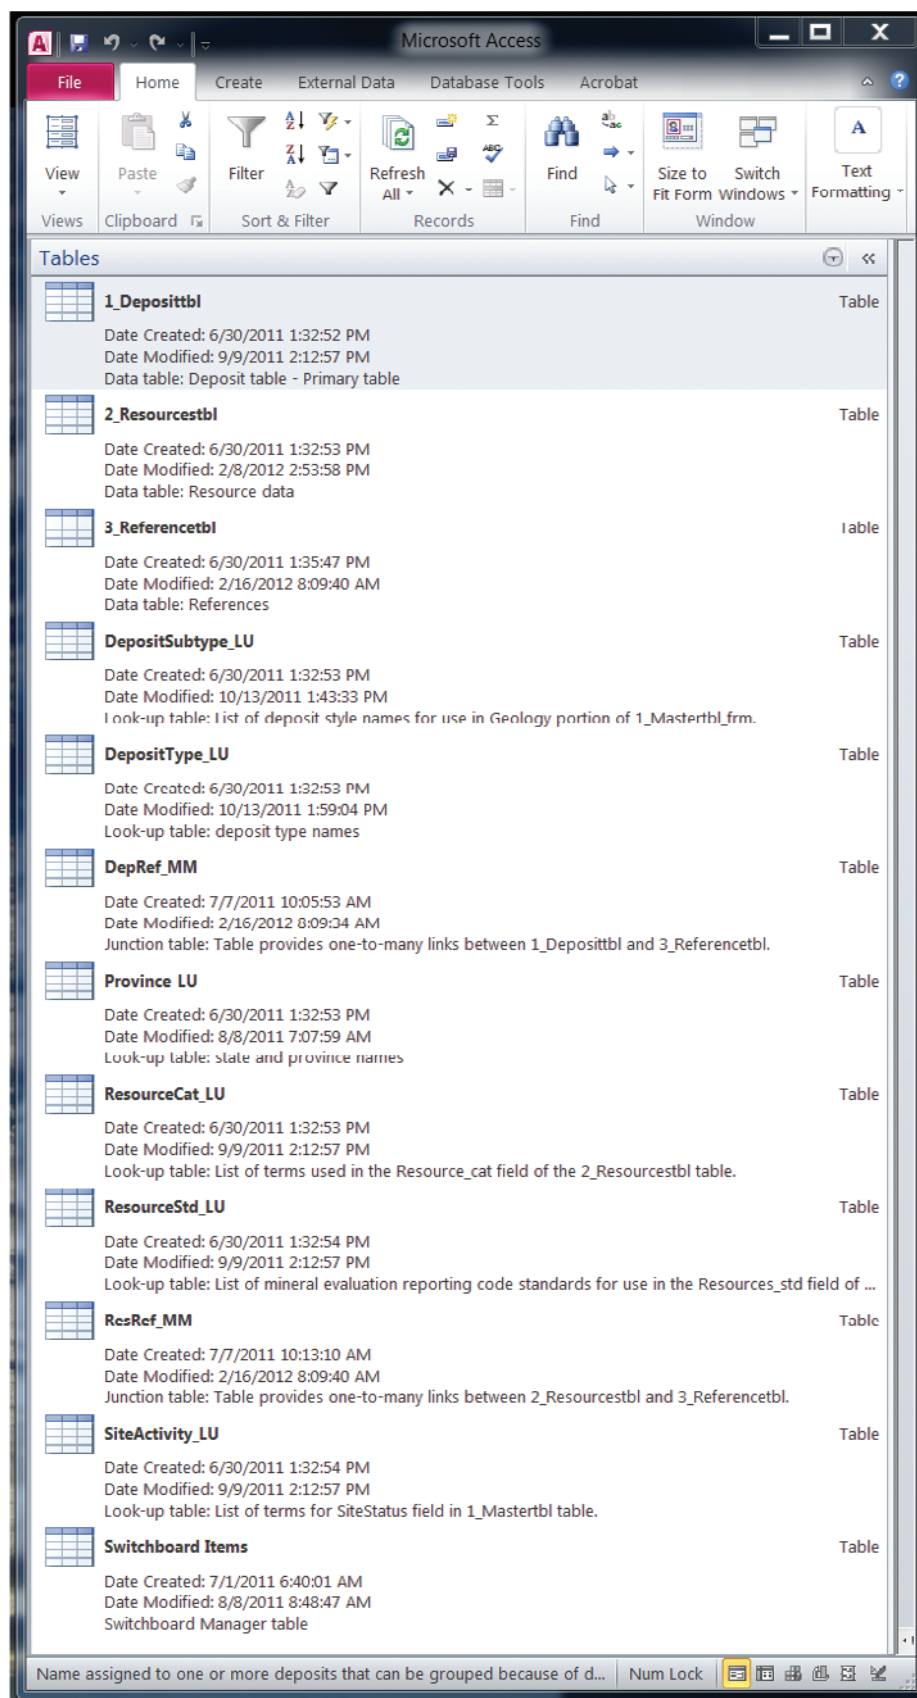 Microsoft Access
File Home Create External Data Database Tools Acrobat
View Paste Filter Refresh All Find Size to Fit Form Switch Windows Text Formatting
Views Clipboard Sort & Filter Records Find Window
Tables
1_Deposittbl Table
Date Created: 6/30/2011 1:32:52 PM
Date Modified: 9/9/2011 2:12:57 PM
Data table: Deposit table - Primary table
2_Resourcestbl Table
Date Created: 6/30/2011 1:32:53 PM
Date Modified: 2/8/2012 2:53:58 PM
Data table: Resource data
3_Referencetbl Table
Date Created: 6/30/2011 1:35:47 PM
Date Modified: 2/16/2012 8:09:40 AM
Data table: References
DepositSubtype_LU Table
Date Created: 6/30/2011 1:32:53 PM
Date Modified: 10/13/2011 1:43:33 PM
Look-up table: List of deposit style names for use in Geology portion of 1_Mastertbl_frm.
DepositType_LU Table
Date Created: 6/30/2011 1:32:53 PM
Date Modified: 10/13/2011 1:59:04 PM
Look-up table: deposit type names
DepRef_MM Table
Date Created: 7/7/2011 10:05:53 AM
Date Modified: 2/16/2012 8:09:34 AM
Junction table: Table provides one-to-many links between 1_Deposittbl and 3_Referencetbl.
Province LU Table
Date Created: 6/30/2011 1:32:53 PM
Date Modified: 8/8/2011 7:07:59 AM
Look-up table: state and province names
ResourceCat_LU Table
Date Created: 6/30/2011 1:32:53 PM
Date Modified: 9/9/2011 2:12:57 PM
Look-up table: List of terms used in the Resource_cat field of the 2_Resourcestbl table.
ResourceStd_LU Table
Date Created: 6/30/2011 1:32:54 PM
Date Modified: 9/9/2011 2:12:57 PM
Look-up table: List of mineral evaluation reporting code standards for use in the Resources_std field of ...
ResRef_MM Table
Date Created: 7/7/2011 10:13:10 AM
Date Modified: 2/16/2012 8:09:40 AM
Junction table: Table provides one-to-many links between 2_Resourcestbl and 3_Referencetbl.
SiteActivity_LU Table
Date Created: 6/30/2011 1:32:54 PM
Date Modified: 9/9/2011 2:12:57 PM
Look-up table: List of terms for SiteStatus field in 1_Mastertbl table.
Switchboard Items Table
Date Created: 7/1/2011 6:40:01 AM
Date Modified: 8/8/2011 8:48:47 AM
Switchboard Manager table
Name assigned to one or more deposits that can be grouped because of d... Num Lock